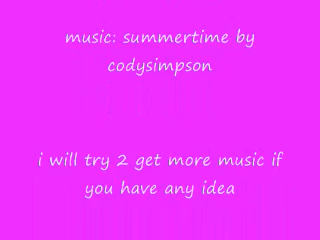 music: summertime by
codysimpson
i will try 2 get more music if
you have any idea